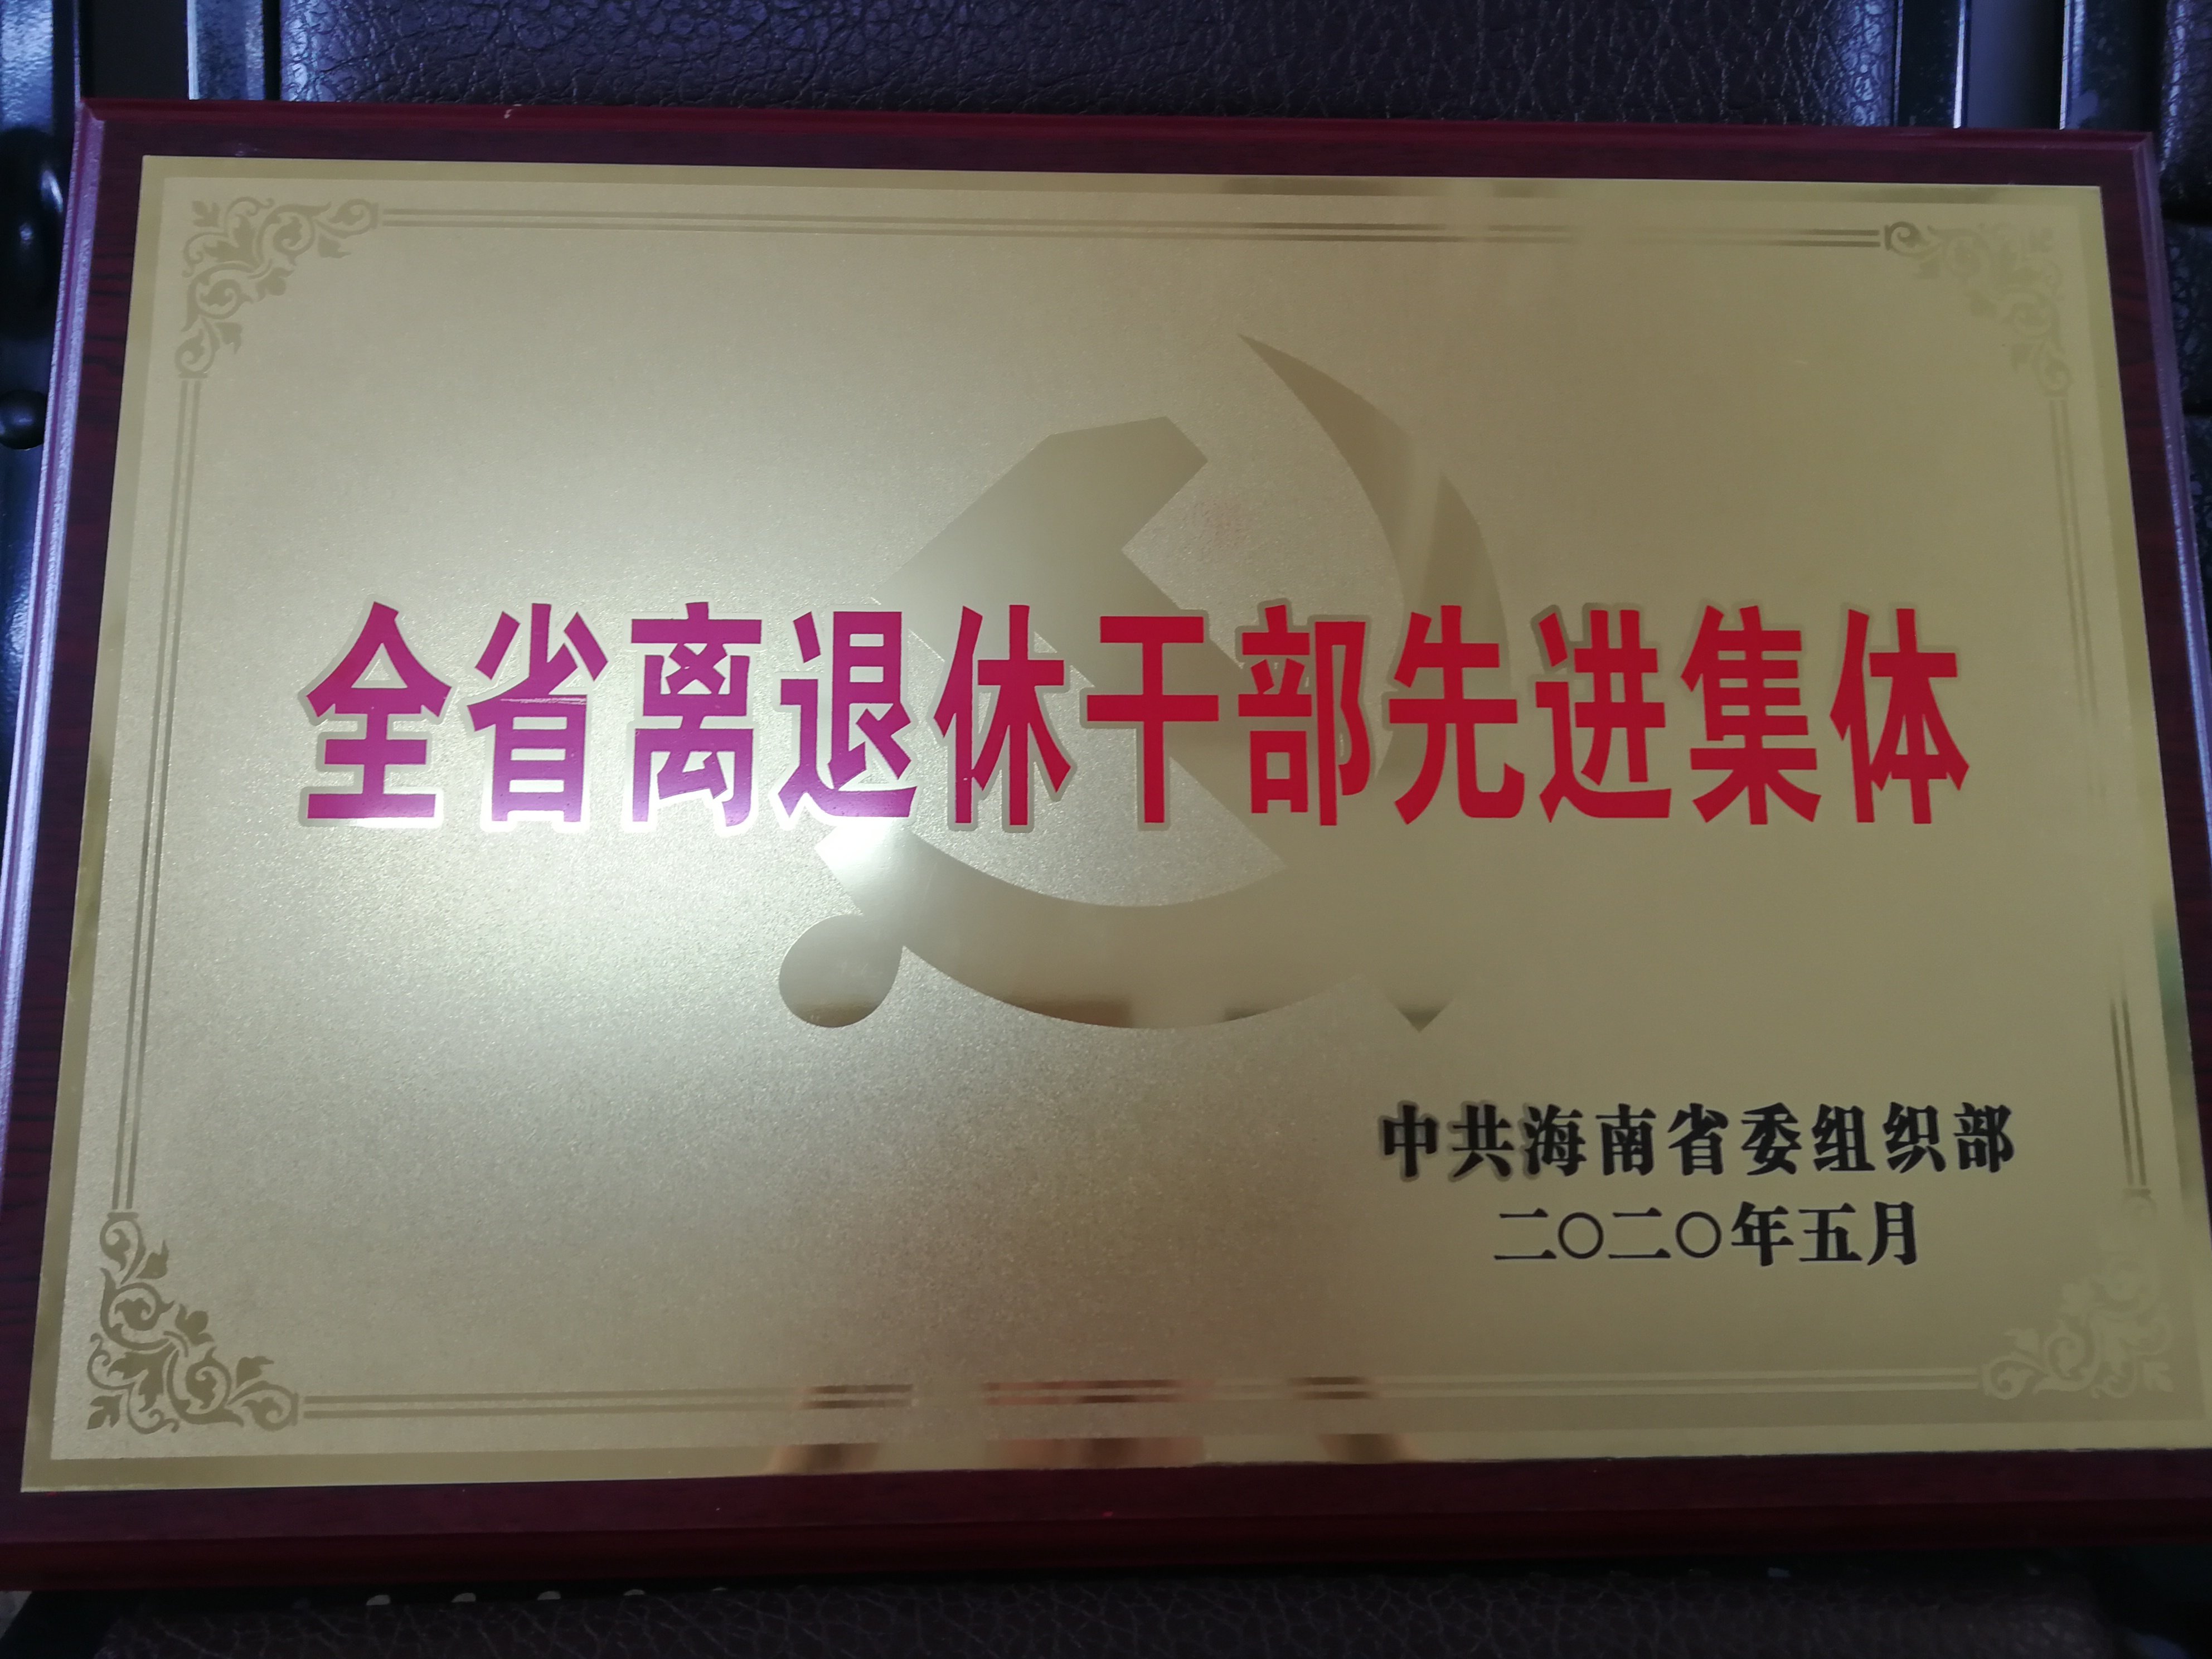 全省离退休干部先进集体
中共海南省委组织部
二〇二〇年五月